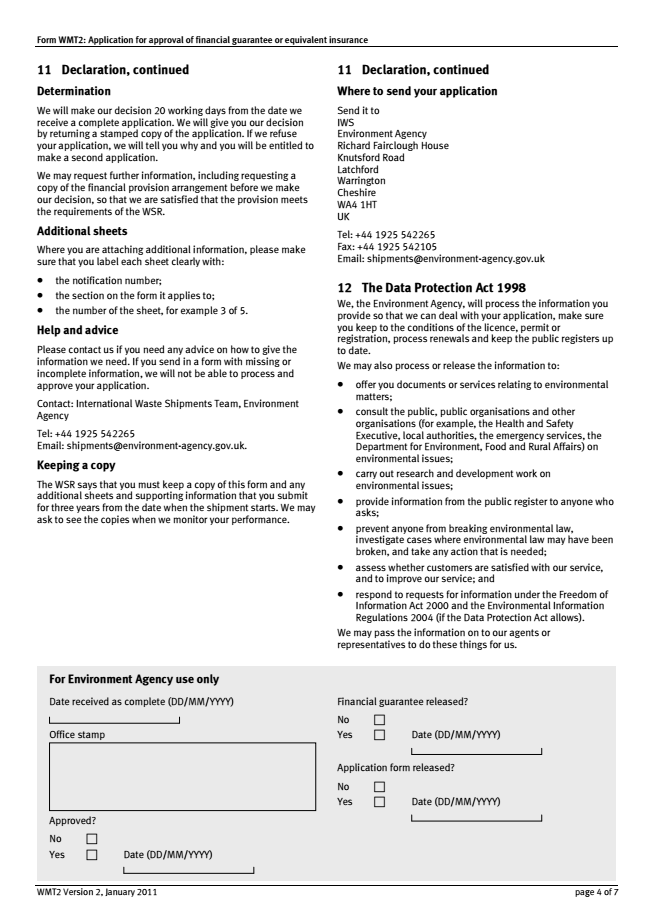 Form WMT2: Application for approval of financial guarantee or equivalent insurance
11 Declaration, continued
Determination
We will make our decision 20 working days from the date we
receive a complete application. We will give you our decision
by returning a stamped copy of the application. If we refuse
your application, we will tell you why and you will be entitled to
make a second application.
We may request further information, including requesting a
copy of the financial provision arrangement before we make
our decision, so that we are satisfied that the provision meets
the requirements of the WSR.
Additional sheets
Where you are attaching additional information, please make
sure that you label each sheet clearly with:
• the notification number;
• the section on the form it applies to;
• the number of the sheet, for example 3 of 5.
Help and advice
Please contact us if you need any advice on how to give the
information we need. If you send in a form with missing or
incomplete information, we will not be able to process and
approve your application.
Contact: International Waste Shipments Team, Environment
Agency
Tel: +44 1925 542265
Email: shipments@environment-agency.gov.uk.
Keeping a copy
The WSR says that you must keep a copy of this form and any
additional sheets and supporting information that you submit
for three years from the date when the shipment starts. We may
ask to see the copies when we monitor your performance.
11 Declaration, continued
Where to send your application
Send it to
IWS
Environment Agency
Richard Fairclough House
Knutsford Road
Latchford
Warrington
Cheshire
WA4 1HT
UK
Tel: +44 1925 542265
Fax: +44 1925 542105
Email: shipments@environment-agency.gov.uk
12 The Data Protection Act 1998
We, the Environment Agency, will process the information you
provide so that we can deal with your application, make sure
you keep to the conditions of the licence, permit or
registration, process renewals and keep the public registers up
to date.
We may also process or release the information to:
• offer you documents or services relating to environmental
matters;
• consult the public, public organisations and other
organisations (for example, the Health and Safety
Executive, local authorities, the emergency services, the
Department for Environment, Food and Rural Affairs) on
environmental issues;
• carry out research and development work on
environmental issues;
• provide information from the public register to anyone who
asks;
• prevent anyone from breaking environmental law,
investigate cases where environmental law may have been
broken, and take any action that is needed;
• assess whether customers are satisfied with our service,
and to improve our service; and
• respond to requests for information under the Freedom of
Information Act 2000 and the Environmental Information
Regulations 2004 (if the Data Protection Act allows).
We may pass the information on to our agents or
representatives to do these things for us.
For Environment Agency use only
Date received as complete (DD/MM/YYYY)
Office stamp
Approved?
No
Yes Date (DD/MM/YYYY)
Financial guarantee released?
No
Yes Date (DD/MM/YYYY)
Application form released?
No
Yes Date (DD/MM/YYYY)
WMT2 Version 2, January 2011
page 4 of 7